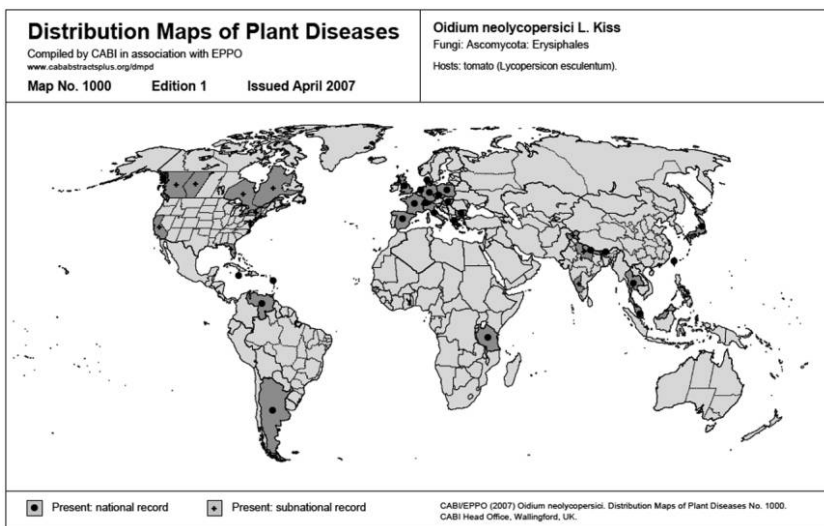 Distribution Maps of Plant Diseases
Compiled by CABI in association with EPPO
www.cababstractsplus.org/dmpd
Map No. 1000 Edition 1 Issued April 2007
Oidium neolycopersici L. Kiss
Fungi: Ascomycota: Erysiphales
Hosts: tomato (Lycopersicon esculentum).
Present: national record
Present: subnational record
CABI/EPPO (2007) Oidium neolycopersici. Distribution Maps of Plant Diseases No. 1000.
CABI Head Office, Wallingford, UK.